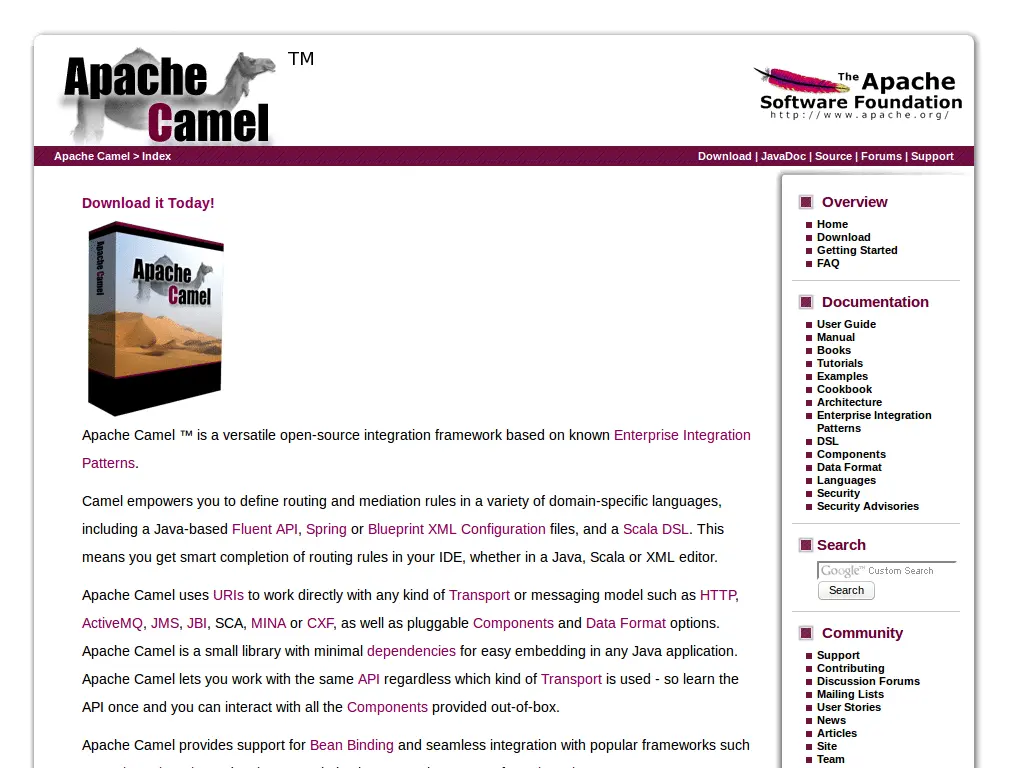 Apache Camel
TM
The Apache
Software Foundation
http://www.apache.org/
Apache Camel > Index
Download | JavaDoc | Source | Forums | Support
Download it Today!
Apache Camel
Apache Camel
Apache Camel ™ is a versatile open-source integration framework based on known Enterprise Integration
Patterns.
Camel empowers you to define routing and mediation rules in a variety of domain-specific languages,
including a Java-based Fluent API, Spring or Blueprint XML Configuration files, and a Scala DSL. This
means you get smart completion of routing rules in your IDE, whether in a Java, Scala or XML editor.
Apache Camel uses URIs to work directly with any kind of Transport or messaging model such as HTTP,
ActiveMQ, JMS, JBI, SCA, MINA or CXF, as well as pluggable Components and Data Format options.
Apache Camel is a small library with minimal dependencies for easy embedding in any Java application.
Apache Camel lets you work with the same API regardless which kind of Transport is used - so learn the
API once and you can interact with all the Components provided out-of-box.
Apache Camel provides support for Bean Binding and seamless integration with popular frameworks such
Overview
Home
Download
Getting Started
FAQ
Documentation
User Guide
Manual
Books
Tutorials
Examples
Cookbook
Architecture
Enterprise Integration
Patterns
DSL
Components
Data Format
Languages
Security
Security Advisories
Search
Google™ Custom Search
Search
Community
Support
Contributing
Discussion Forums
Mailing Lists
User Stories
News
Articles
Site
Team